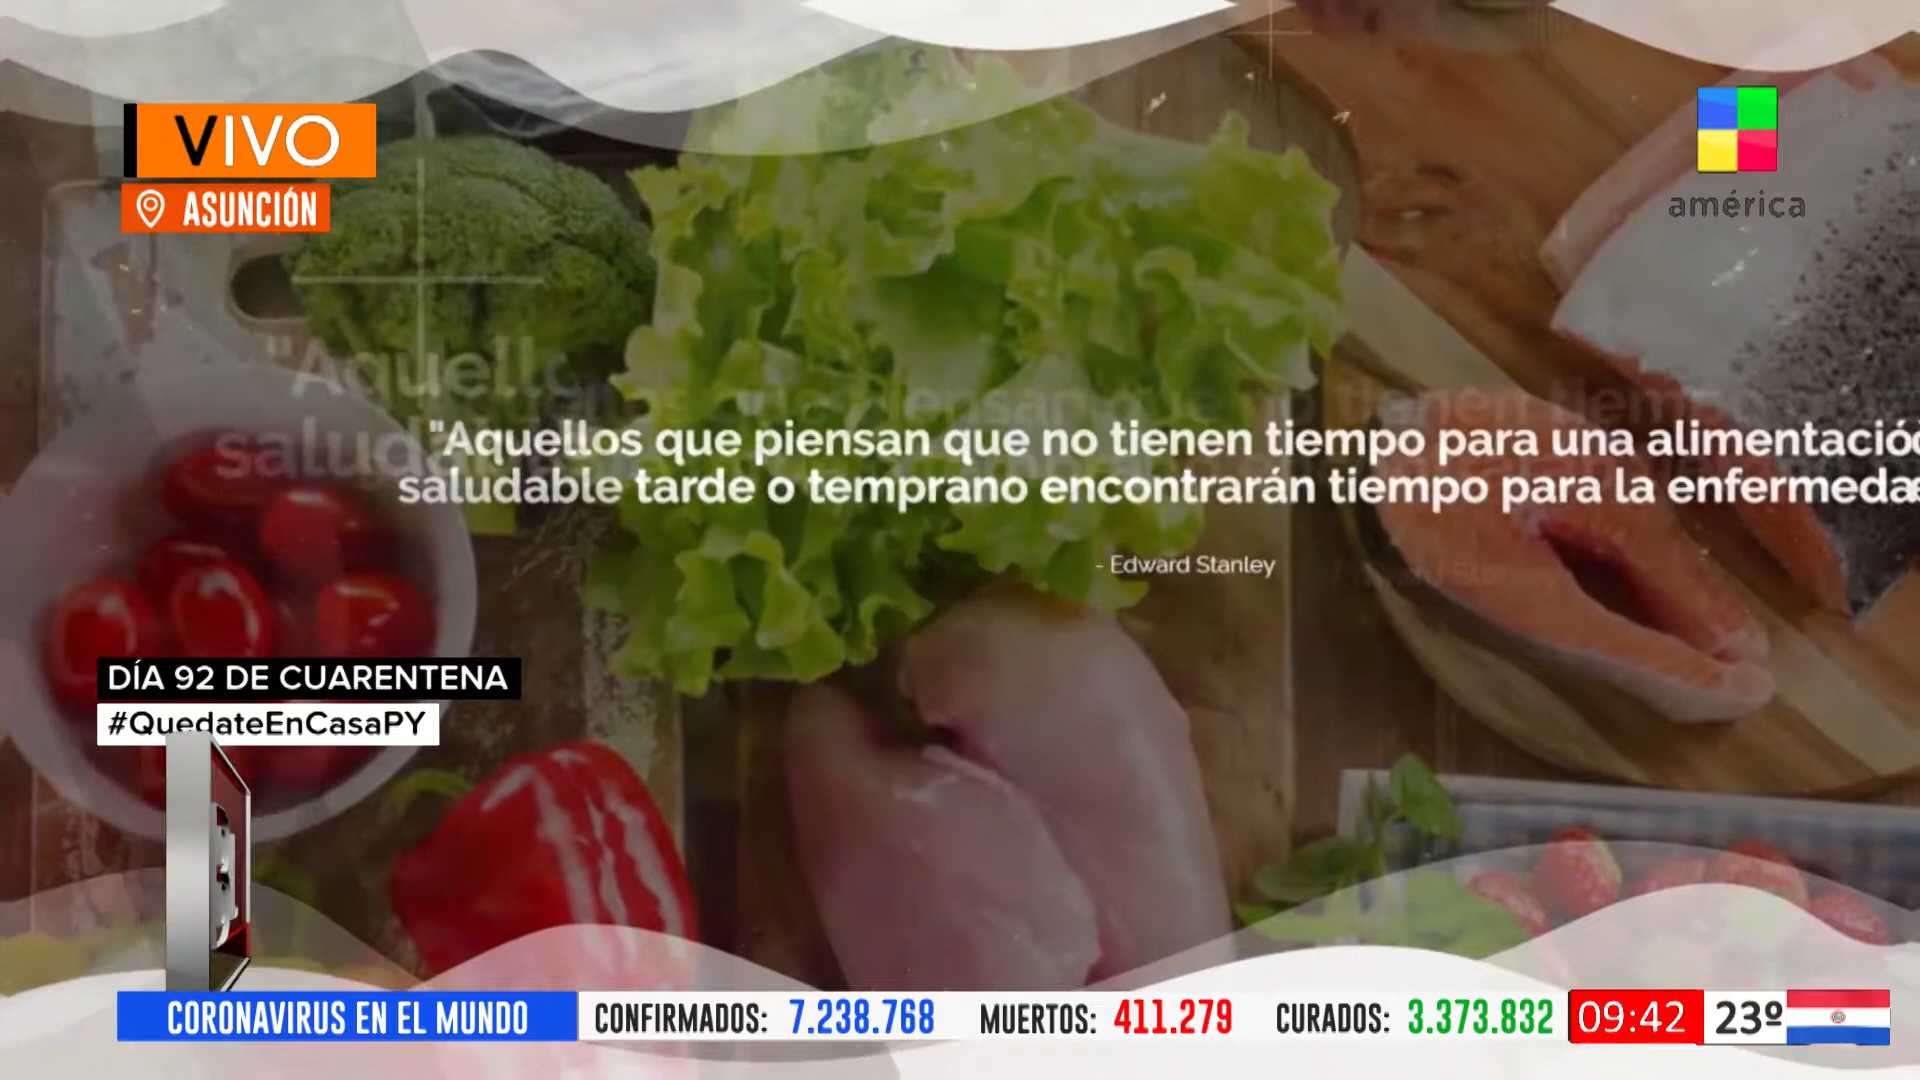 VIVO
ASUNCIÓN
américa
"Aquellos que piensan que no tienen tiempo para una alimentació
saludable tarde o temprano encontrarán tiempo para la enfermeda
- Edward Stanley
DÍA 92 DE CUARENTENA
#QuedateEnCasaPY
CORONAVIRUS EN EL MUNDO CONFIRMADOS: 7.238.768 MUERTOS: 411.279 CURADOS: 3.373.832 09:42 23º